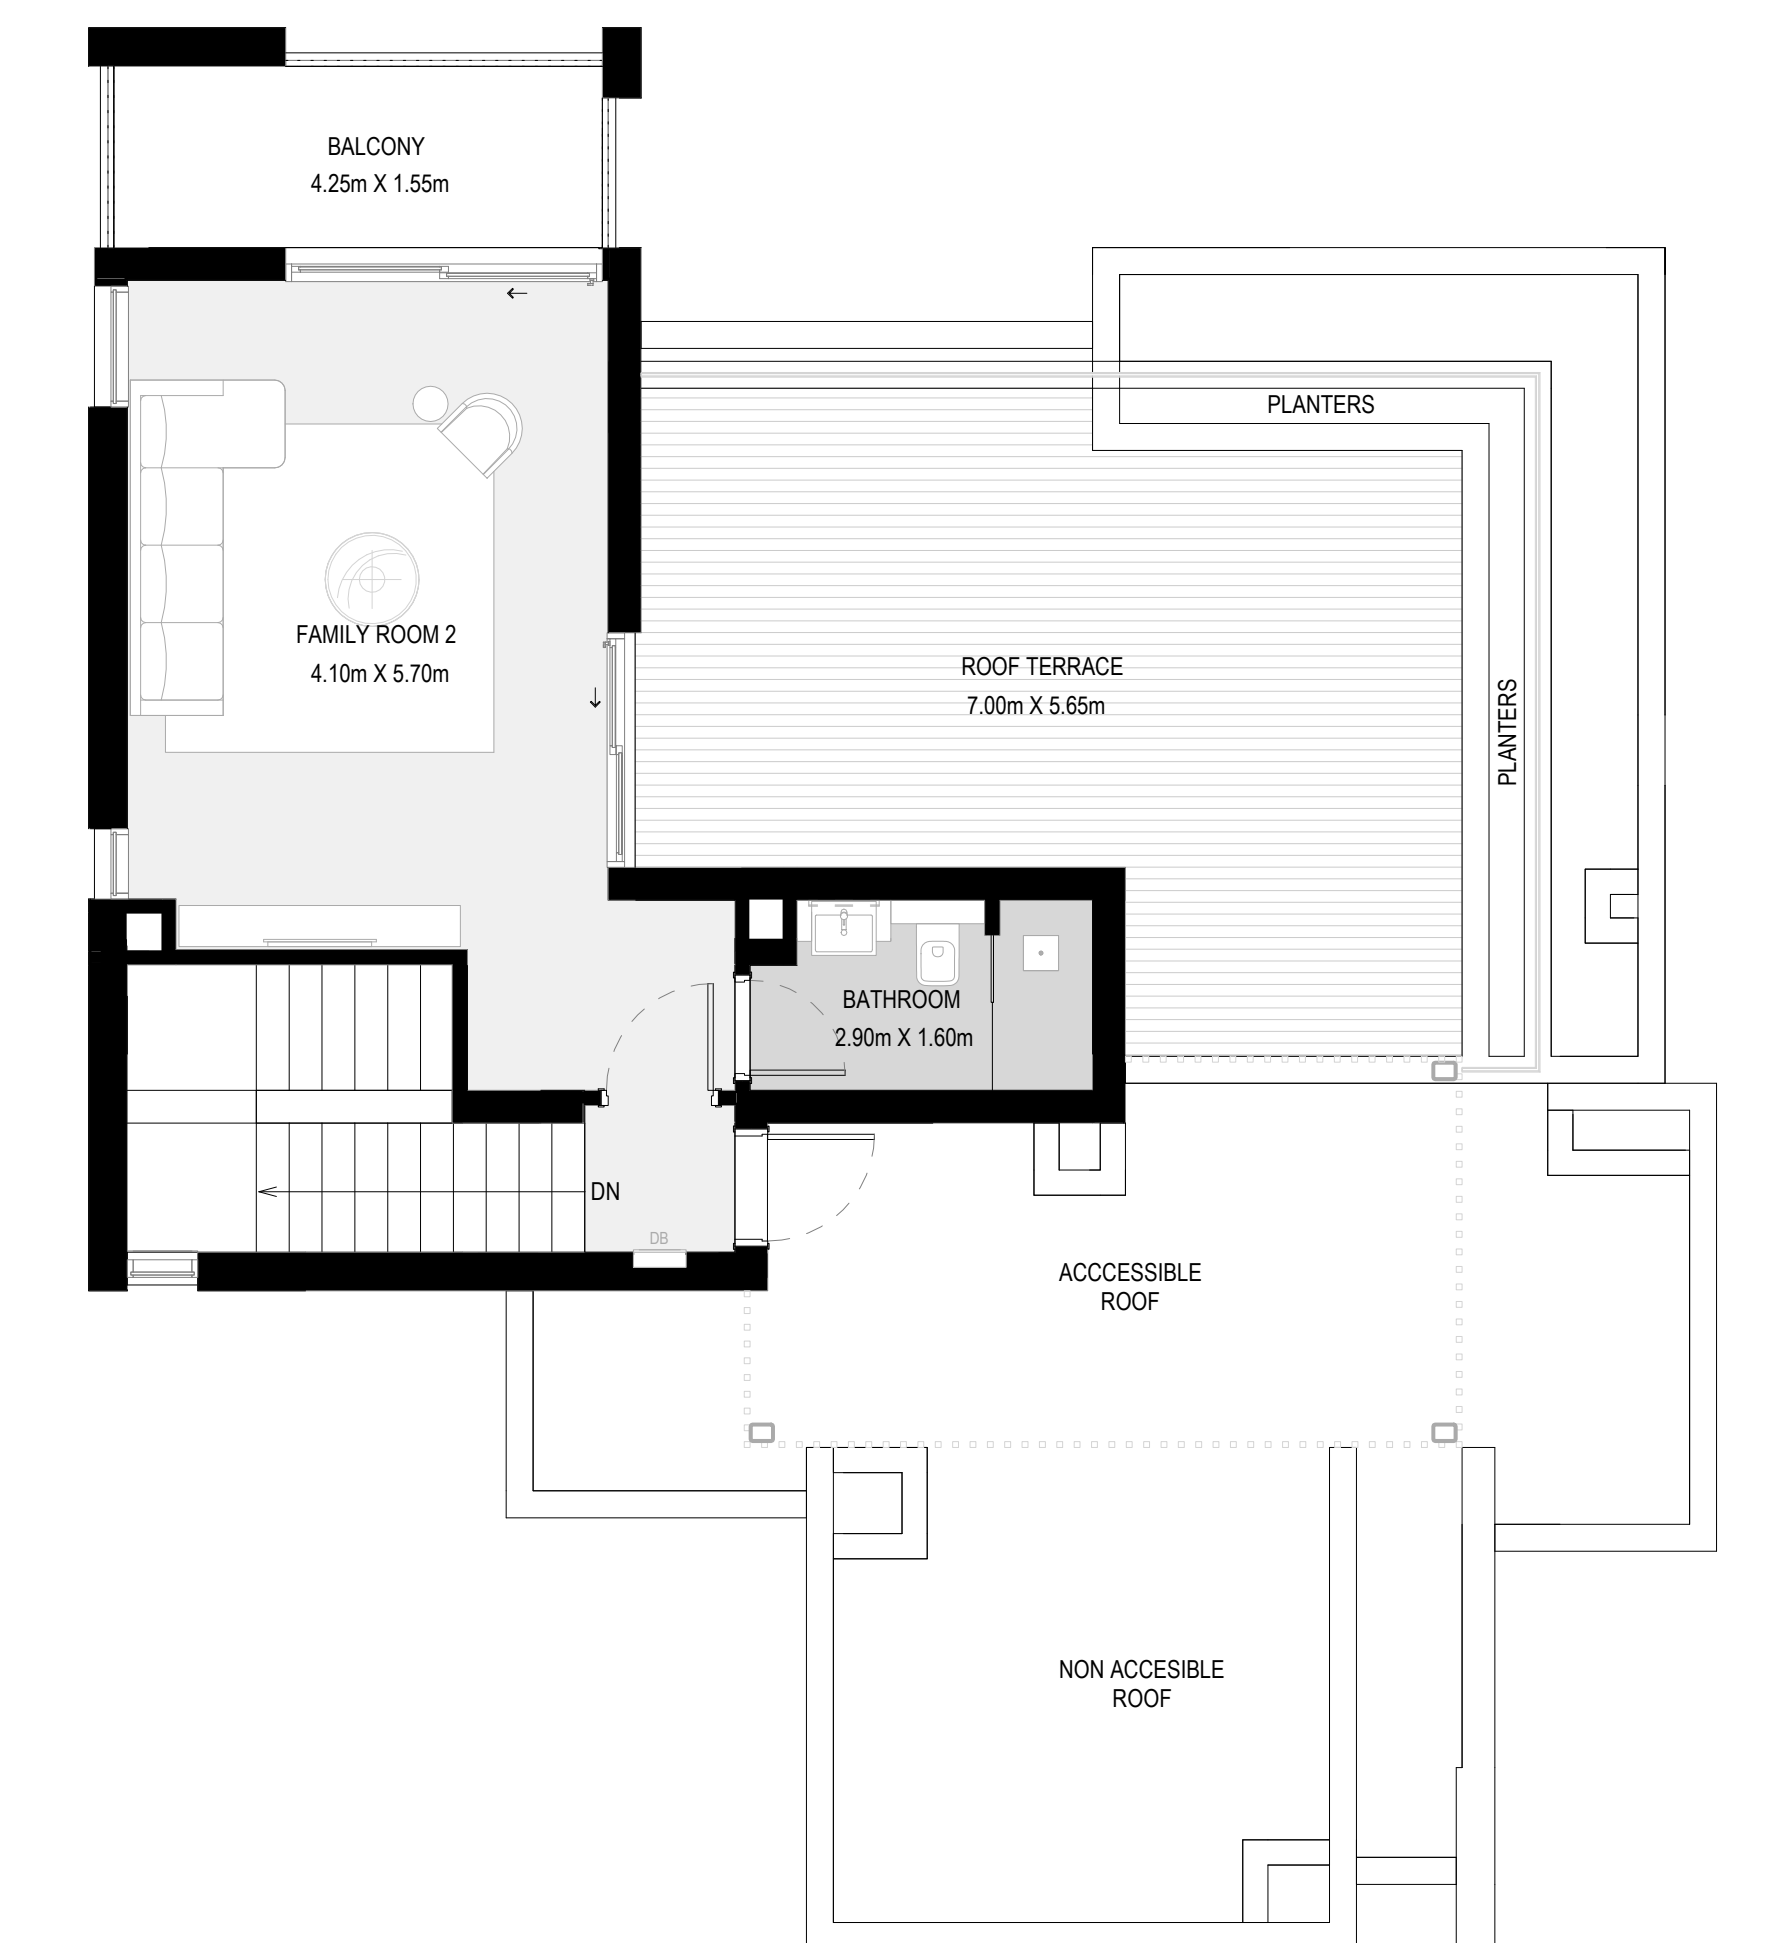 BALCONY
4.25m X 1.55m
PLANTERS
FAMILY ROOM 2
4.10m X 5.70m
ROOF TERRACE
7.00m X 5.65m
PLANTERS
BATHROOM
2.90m X 1.60m
DN
DB
ACCCESSIBLE
ROOF
NON ACCESIBLE
ROOF